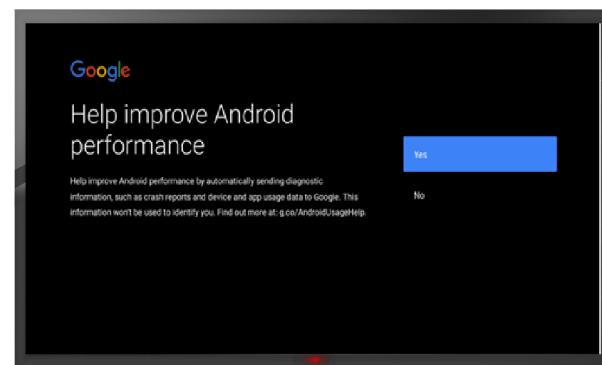 Google
Help improve Android
performance
Help improve Android performance by automatically sending diagnostic
information, such as crash reports and device and app usage data to Google. This
information won't be used to identify you. Find out more at: g.co/AndroidUsageHelp.
Yes
No